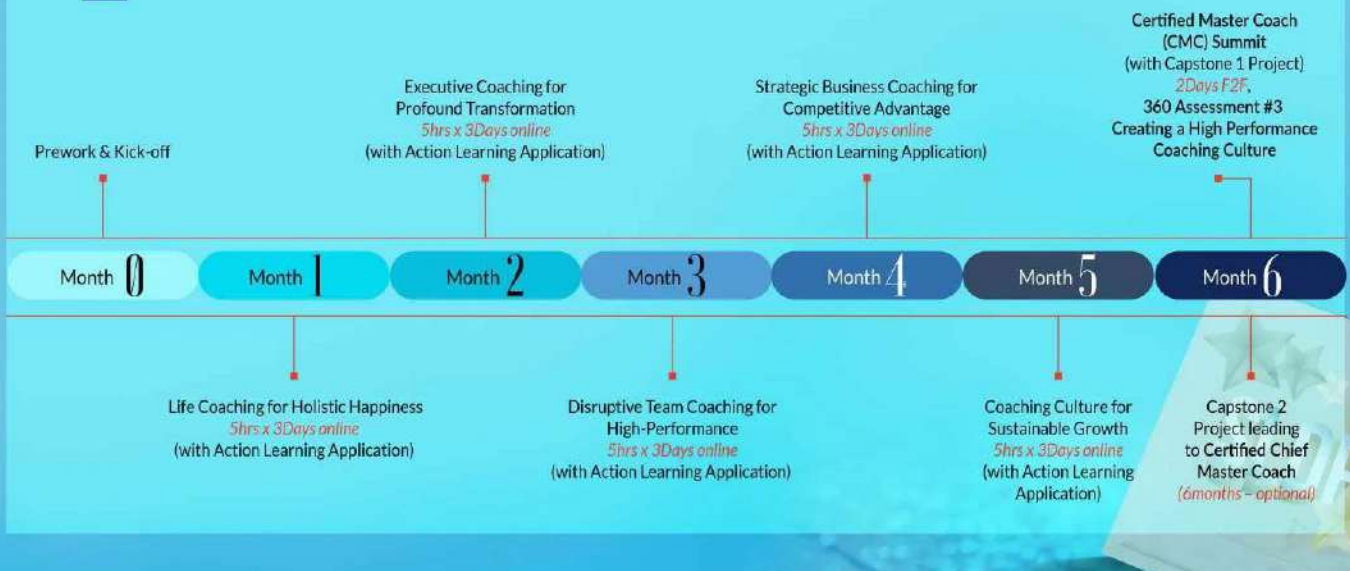 Certified Master Coach
(CMC) Summit
(with Capstone 1 Project)
2Days F2F,
360 Assessment #3
Creating a High Performance
Coaching Culture
Executive Coaching for
Profound Transformation
5hrs x 3Days online
(with Action Learning Application)
Strategic Business Coaching for
Competitive Advantage
5hrs x 3Days online
(with Action Learning Application)
Prework & Kick-off
Month 0
Month 1
Month 2
Month 3
Month 4
Month 5
Month 6
Life Coaching for Holistic Happiness
5hrs x 3Days online
(with Action Learning Application)
Disruptive Team Coaching for
High-Performance
5hrs x 3Days online
(with Action Learning Application)
Coaching Culture for
Sustainable Growth
5hrs x 3Days online
(with Action Learning
Application)
Capstone 2
Project leading
to Certified Chief
Master Coach
(6months – optional)